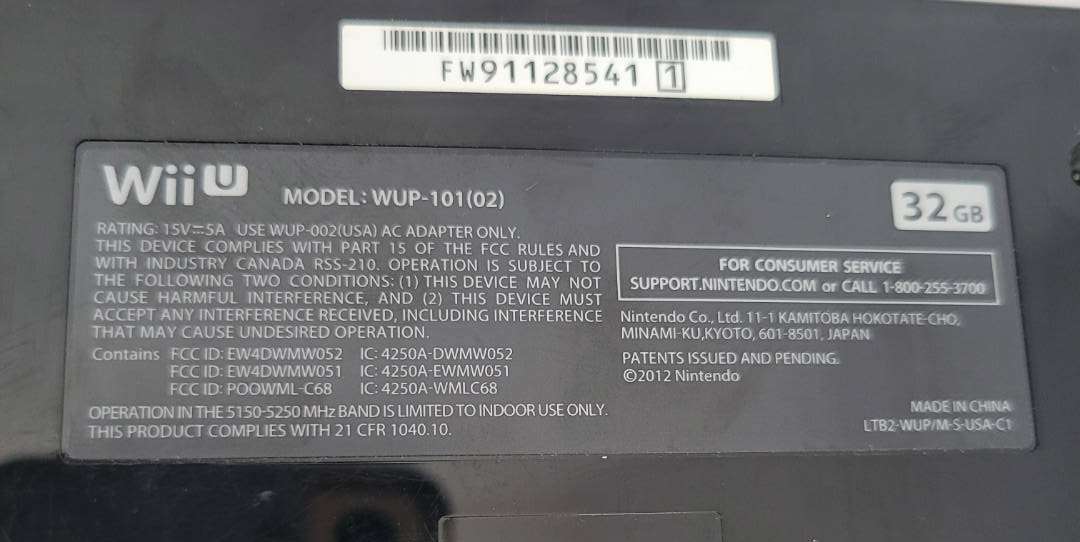 FW91128541 1
Wii U MODEL: WUP-101(02)
32 GB
RATING: 15V⎓5A USE WUP-002(USA) AC ADAPTER ONLY.
THIS DEVICE COMPLIES WITH PART 15 OF THE FCC RULES AND
WITH INDUSTRY CANADA RSS-210. OPERATION IS SUBJECT TO
THE FOLLOWING TWO CONDITIONS: (1) THIS DEVICE MAY NOT
CAUSE HARMFUL INTERFERENCE, AND (2) THIS DEVICE MUST
ACCEPT ANY INTERFERENCE RECEIVED, INCLUDING INTERFERENCE
THAT MAY CAUSE UNDESIRED OPERATION.
Contains FCC ID: EW4DWMW052 IC: 4250A-DWMW052
FCC ID: EW4DWMW051 IC: 4250A-EWMW051
FCC ID: POOWML-C68 IC: 4250A-WMLC68
OPERATION IN THE 5150-5250 MHz BAND IS LIMITED TO INDOOR USE ONLY.
THIS PRODUCT COMPLIES WITH 21 CFR 1040.10.
FOR CONSUMER SERVICE
SUPPORT.NINTENDO.COM or CALL 1-800-255-3700
Nintendo Co., Ltd. 11-1 KAMITOBA HOKOTATE-CHO,
MINAMI-KU,KYOTO, 601-8501, JAPAN
PATENTS ISSUED AND PENDING.
©2012 Nintendo
MADE IN CHINA
LTB2-WUP/M-S-USA-C1